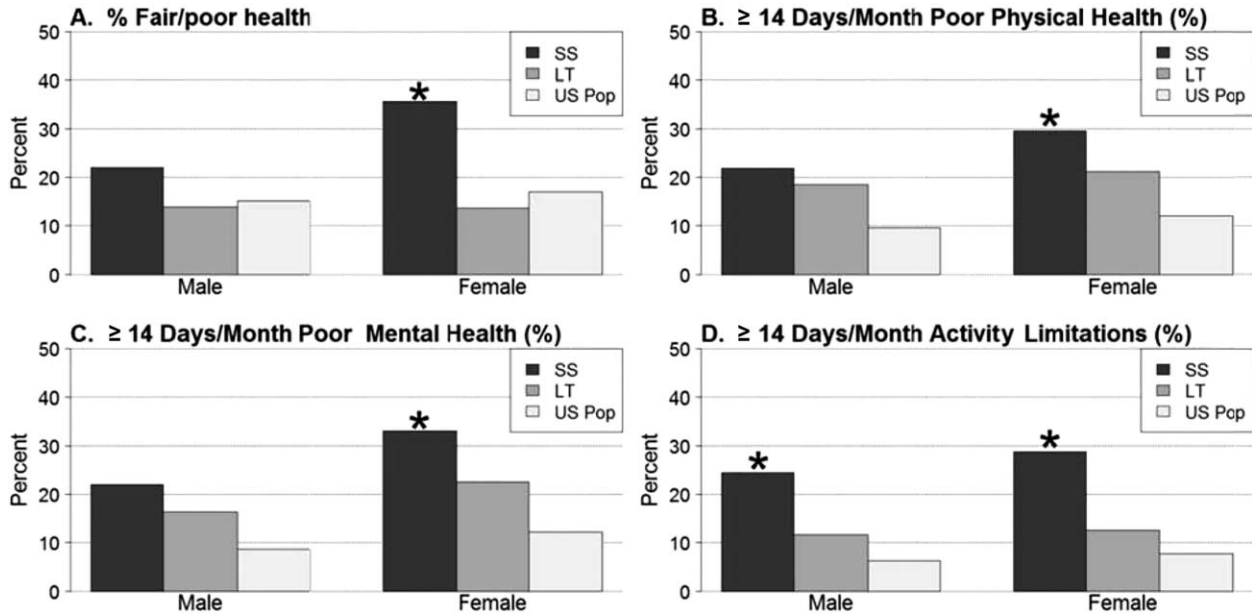 A. % Fair/poor health
50
40
30
20
10
0
Percent
SS
LT
US Pop
*
Male
Female
B. ≥ 14 Days/Month Poor Physical Health (%)
50
40
30
20
10
0
Percent
SS
LT
US Pop
*
Male
Female
C. ≥ 14 Days/Month Poor Mental Health (%)
50
40
30
20
10
0
Percent
SS
LT
US Pop
*
Male
Female
D. ≥ 14 Days/Month Activity Limitations (%)
50
40
30
20
10
0
Percent
SS
LT
US Pop
*
*
Male
Female